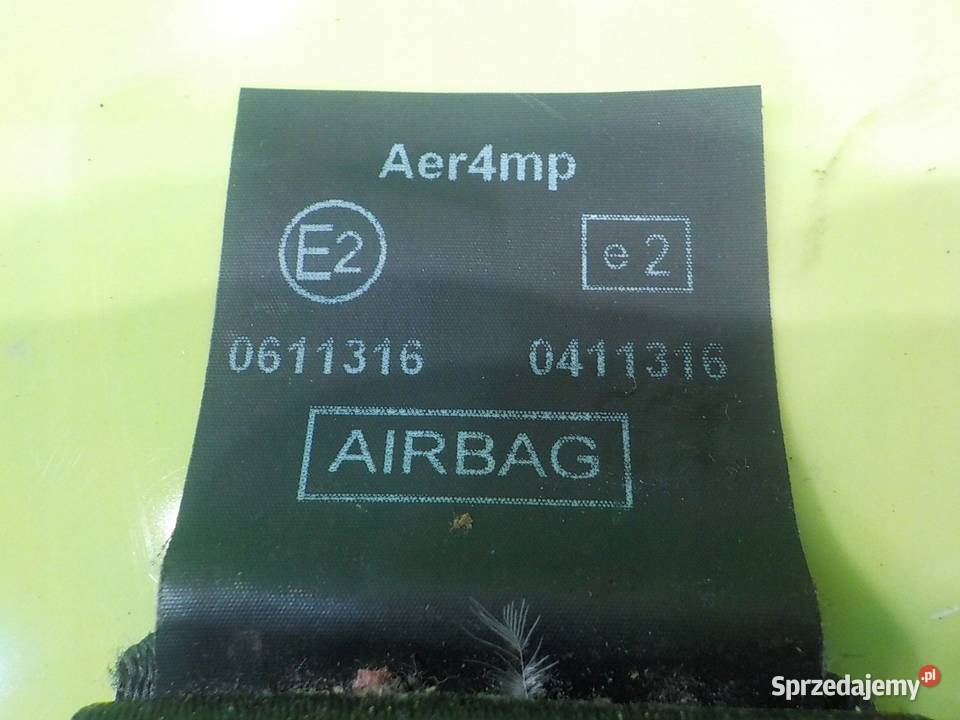 Aer4mp
E2 e 2
0611316 0411316
AIRBAG
Sprzedajemy.pl